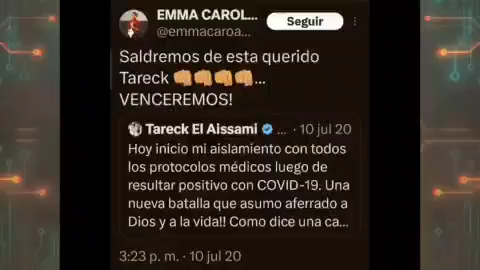 EMMA CAROL...
Seguir
@emmacaroa...
Saldremos de esta querido
Tareck 👊👊👊👊...
VENCEREMOS!
Tareck El Aissami ... · 10 jul 20
Hoy inicio mi aislamiento con todos
los protocolos médicos luego de
resultar positivo con COVID-19. Una
nueva batalla que asumo aferrado a
Dios y a la vida!! Como dice una ca...
3:23 p. m. · 10 jul 20